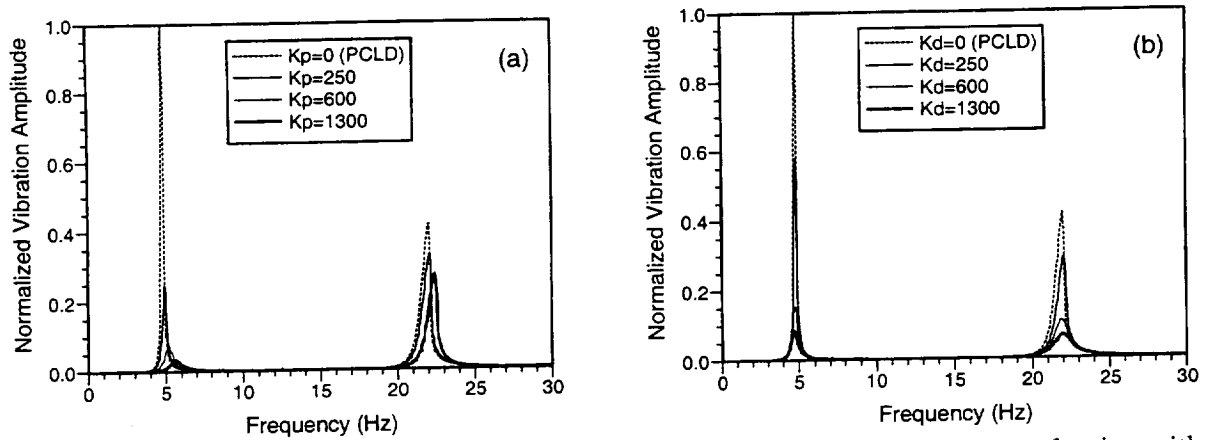 1.0
0.8
0.6
0.4
0.2
0.0
0
5
10
15
20
25
30
Normalized Vibration Amplitude
Frequency (Hz)
Kp=0 (PCLD)
Kp=250
Kp=600
Kp=1300
(a)
1.0
0.8
0.6
0.4
0.2
0.0
0
5
10
15
20
25
30
Normalized Vibration Amplitude
Frequency (Hz)
Kd=0 (PCLD)
Kd=250
Kd=600
Kd=1300
(b)